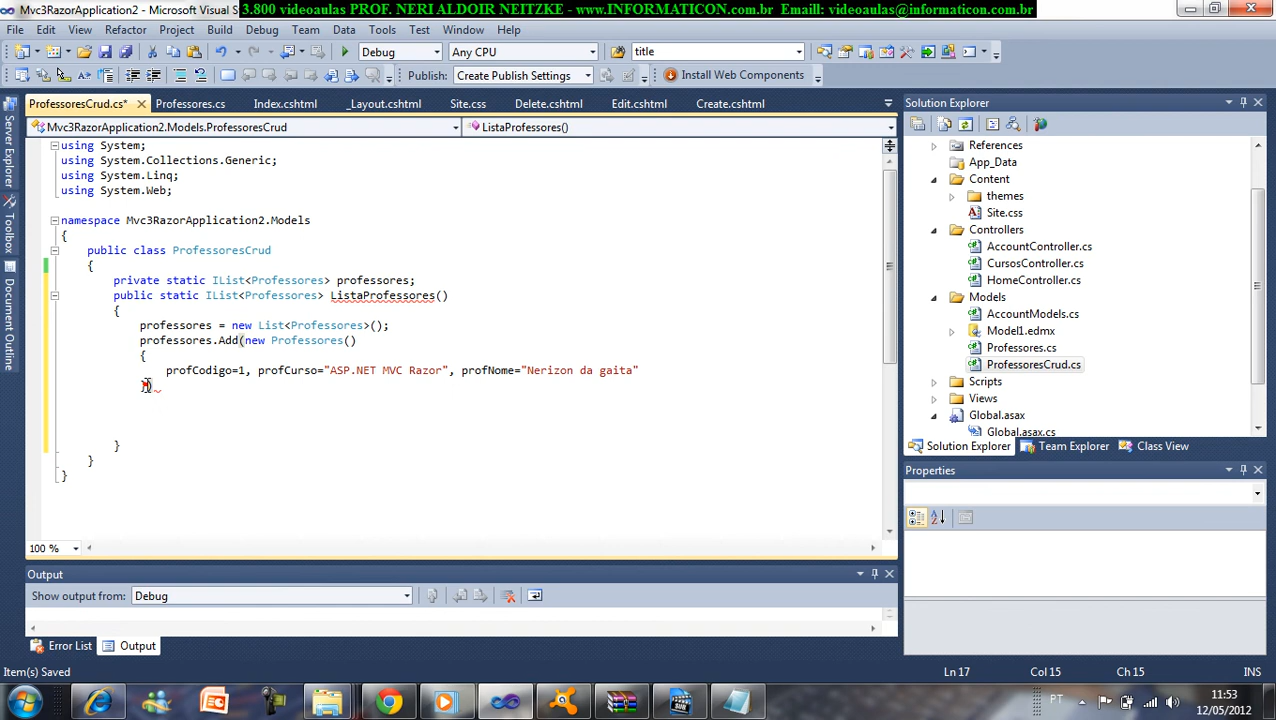 Mvc3RazorApplication2 - Microsoft Visual S
3.800 videoaulas PROF. NERI ALDOIR NEITZKE - www.INFORMATICON.com.br Email: videoaulas@informaticon.com.br
File Edit View Refactor Project Build Debug Team Data Tools Test Window Help
Debug Any CPU title
Publish: Create Publish Settings Install Web Components
ProfessoresCrud.cs* Professores.cs Index.cshtml _Layout.cshtml Site.css Delete.cshtml Edit.cshtml Create.cshtml
Mvc3RazorApplication2.Models.ProfessoresCrud ListaProfessores()
using System;
using System.Collections.Generic;
using System.Linq;
using System.Web;
namespace Mvc3RazorApplication2.Models
{
public class ProfessoresCrud
{
private static IList<Professores> professores;
public static IList<Professores> ListaProfessores()
{
professores = new List<Professores>();
professores.Add(new Professores()
{
profCodigo=1, profCurso="ASP.NET MVC Razor", profNome="Nerizon da gaita"
})
}
}
}
100 %
Output
Show output from: Debug
Error List Output
Server Explorer
Toolbox
Document Outline
Solution Explorer
References
App_Data
Content
themes
Site.css
Controllers
AccountController.cs
CursosController.cs
HomeController.cs
Models
AccountModels.cs
Model1.edmx
Professores.cs
ProfessoresCrud.cs
Scripts
Views
Global.asax
Global.asax.cs
Solution Explorer Team Explorer Class View
Properties
Item(s) Saved Ln 17 Col 15 Ch 15 INS
PT 11:53
12/05/2012